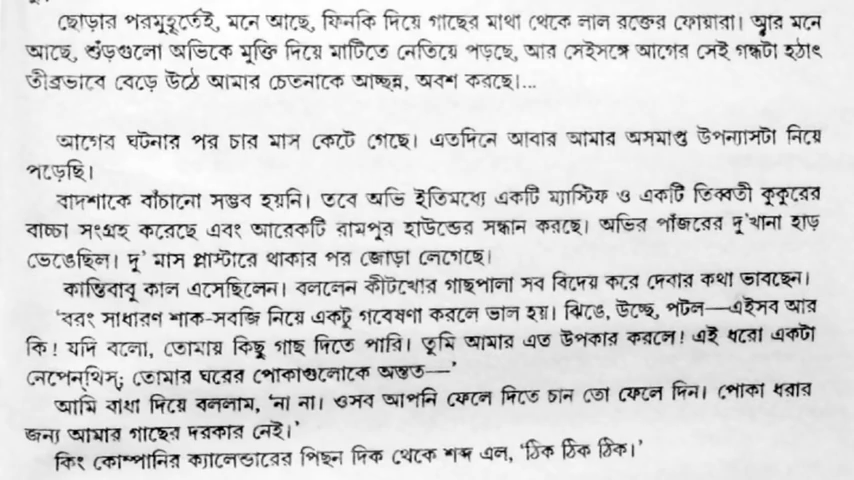 ছোড়ার পরমুহূর্তেই, মনে আছে, ফিনকি দিয়ে গাছের মাথা থেকে লাল রক্তের ফোয়ারা। আর মনে
আছে, শুঁড়গুলো অভিকে মুক্তি দিয়ে মাটিতে নেতিয়ে পড়ছে, আর সেইসঙ্গে আগের সেই গন্ধটা হঠাৎ
তীব্রভাবে বেড়ে উঠে আমার চেতনাকে আচ্ছন্ন, অবশ করছে।...
আগের ঘটনার পর চার মাস কেটে গেছে। এতদিনে আবার আমার অসমাপ্ত উপন্যাসটা নিয়ে
পড়েছি।
বাদশাকে বাঁচানো সম্ভব হয়নি। তবে অভি ইতিমধ্যে একটি ম্যাস্টিফ ও একটি তিব্বতী কুকুরের
বাচ্চা সংগ্রহ করেছে এবং আরেকটি রামপুর হাউন্ডের সন্ধান করছে। অভির পাঁজরের দু'খানা হাড়
ভেঙেছিল। দু' মাস প্লাস্টারে থাকার পর জোড়া লেগেছে।
কান্তিবাবু কাল এসেছিলেন। বললেন কীটখোর গাছপালা সব বিদেয় করে দেবার কথা ভাবছেন।
'বরং সাধারণ শাক-সবজি নিয়ে একটু গবেষণা করলে ভাল হয়। ঝিঙে, উচ্ছে, পটল—এইসব আর
কি! যদি বলো, তোমায় কিছু গাছ দিতে পারি। তুমি আমার এত উপকার করলে! এই ধরো একটা
নেপেন্‌থিস্; তোমার ঘরের পোকাগুলোকে অন্তত—'
আমি বাধা দিয়ে বললাম, 'না না। ওসব আপনি ফেলে দিতে চান তো ফেলে দিন। পোকা ধরার
জন্য আমার গাছের দরকার নেই।'
কিং কোম্পানির ক্যালেন্ডারের পিছন দিক থেকে শব্দ এল, 'ঠিক ঠিক ঠিক।'